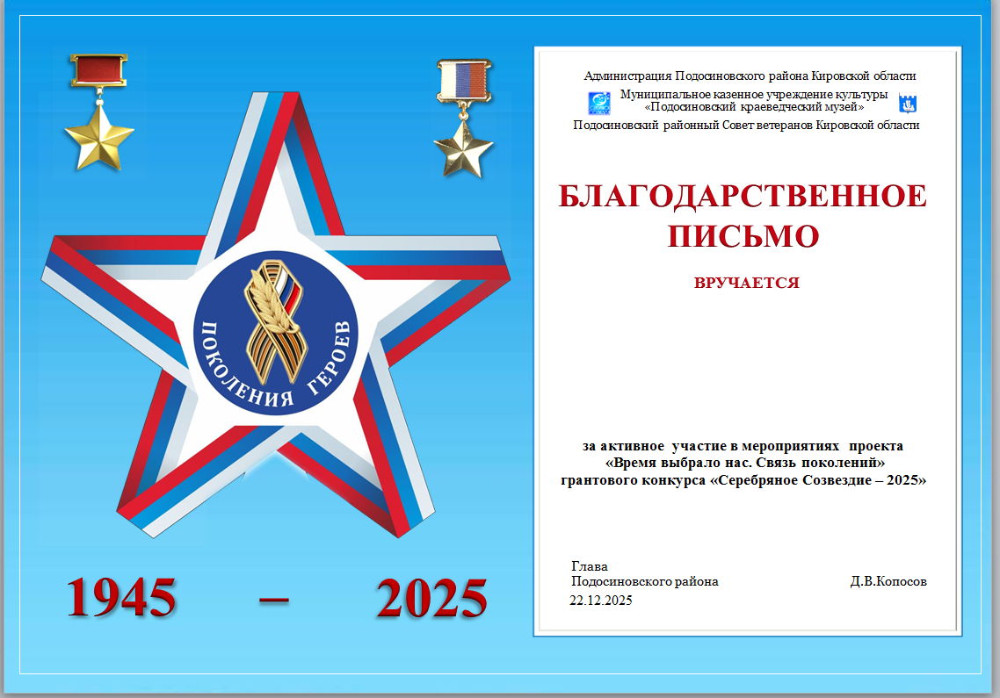 ПОКОЛЕНИЯ ГЕРОЕВ
1945 – 2025
Администрация Подосиновского района Кировской области
Муниципальное казенное учреждение культуры
«Подосиновский краеведческий музей»
Подосиновский районный Совет ветеранов Кировской области
БЛАГОДАРСТВЕННОЕ
ПИСЬМО
ВРУЧАЕТСЯ
за активное участие в мероприятиях проекта
«Время выбрало нас. Связь поколений»
грантового конкурса «Серебряное Созвездие – 2025»
Глава
Подосиновского района Д.В.Копосов
22.12.2025